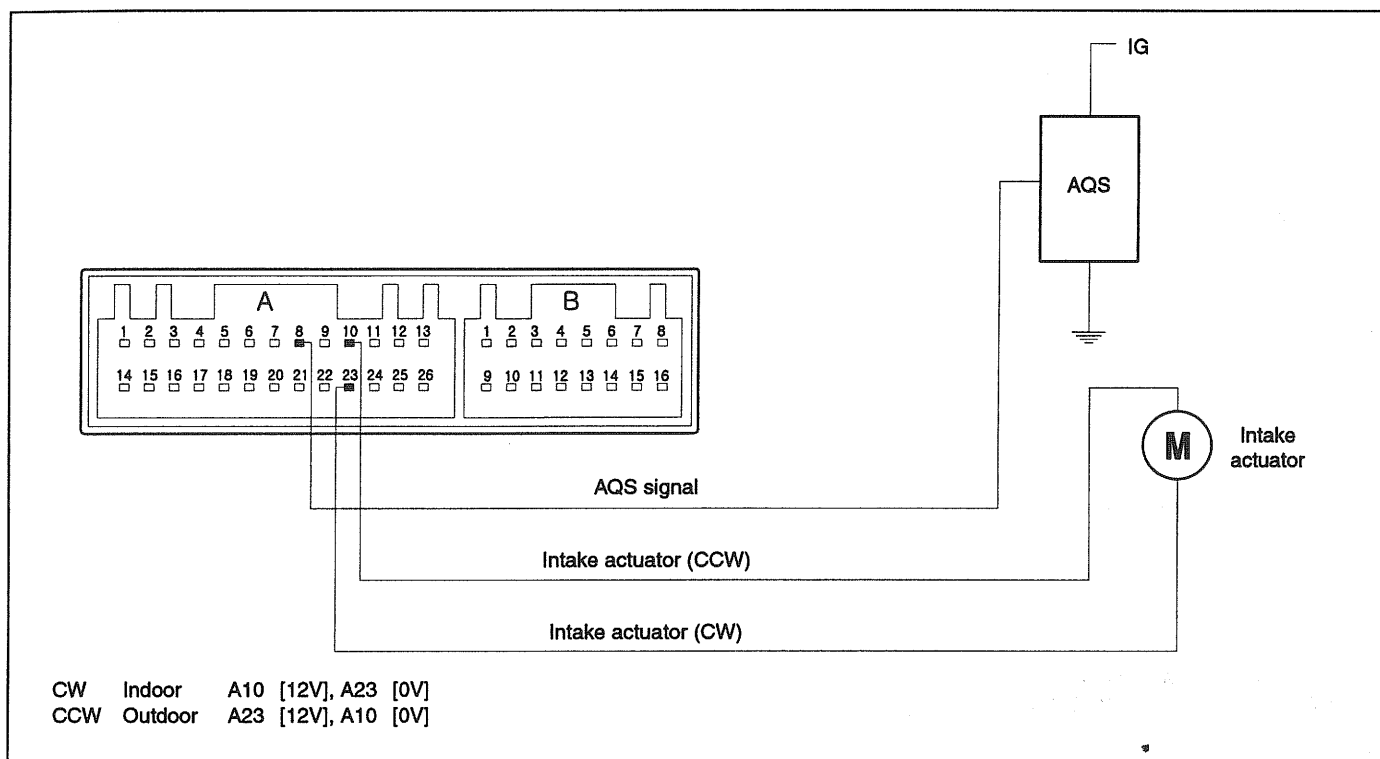 IG
AQS
A
B
1 2 3 4 5 6 7 8 9 10 11 12 13
1 2 3 4 5 6 7 8
14 15 16 17 18 19 20 21 22 23 24 25 26
9 10 11 12 13 14 15 16
M
Intake
actuator
AQS signal
Intake actuator (CCW)
Intake actuator (CW)
CW Indoor A10 [12V], A23 [0V]
CCW Outdoor A23 [12V], A10 [0V]